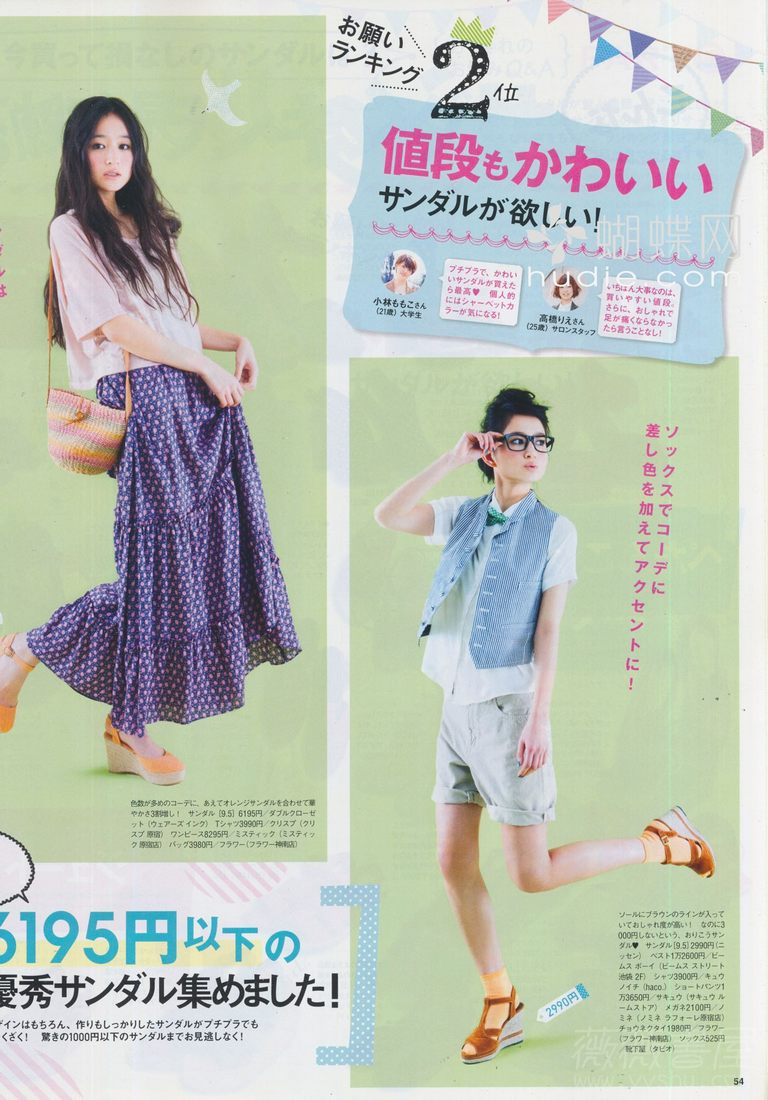 お願い
ランキング
2位
値段もかわいい
サンダルが欲しい!
小林ももこさん
(21歳) 大学生
プチプラで、かわい
いサンダルが買えた
ら最高♥ 個人的
にはシャーベットカ
ラーが気になる!
高橋りえさん
(25歳) サロンスタッフ
いちばん大事なのは、
買いやすい値段。
さらに、おしゃれで
足が痛くならなかっ
たら言うことなし!
蝴蝶网
hudie.com
ソックスでコーデに
差し色を加えてアクセントに!
色数が多めのコーデに、あえてオレンジサンダルを合わせて華
やかさ3割増し! サンダル [9.5] 6195円/ダブルクローゼ
ット(ウェアーズ インク) Tシャツ3990円/クリスプ(クリ
スプ 原宿) ワンピース8295円/ミスティック(ミスティッ
ク 原宿店) バッグ3980円/フラワー(フラワー神南店)
6195円以下の
優秀サンダル集めました!
ザインはもちろん、作りもしっかりしたサンダルがプチプラでも
くざく! 驚きの1000円以下のサンダルまでお見逃しなく!
2990円
ソールにブラウンのラインが入って
いておしゃれ度が高い! なのに3
000円しないという、おりこうサン
ダル♥ サンダル [9.5] 2990円(ニ
ッセン) ベスト1万2600円/ビー
ムス ボーイ(ビームス ストリート
池袋 2F) シャツ3900円/キュウ
ノイチ(haco.) ショートパンツ1
万3650円/サキュウ(サキュウ ル
ームストア) メガネ2100円/ノ
ミネ(ノミネ ラフォーレ原宿店)
チョウネクタイ1980円/フラワー
(フラワー神南店) ソックス525円
/靴下屋(タビオ)
54